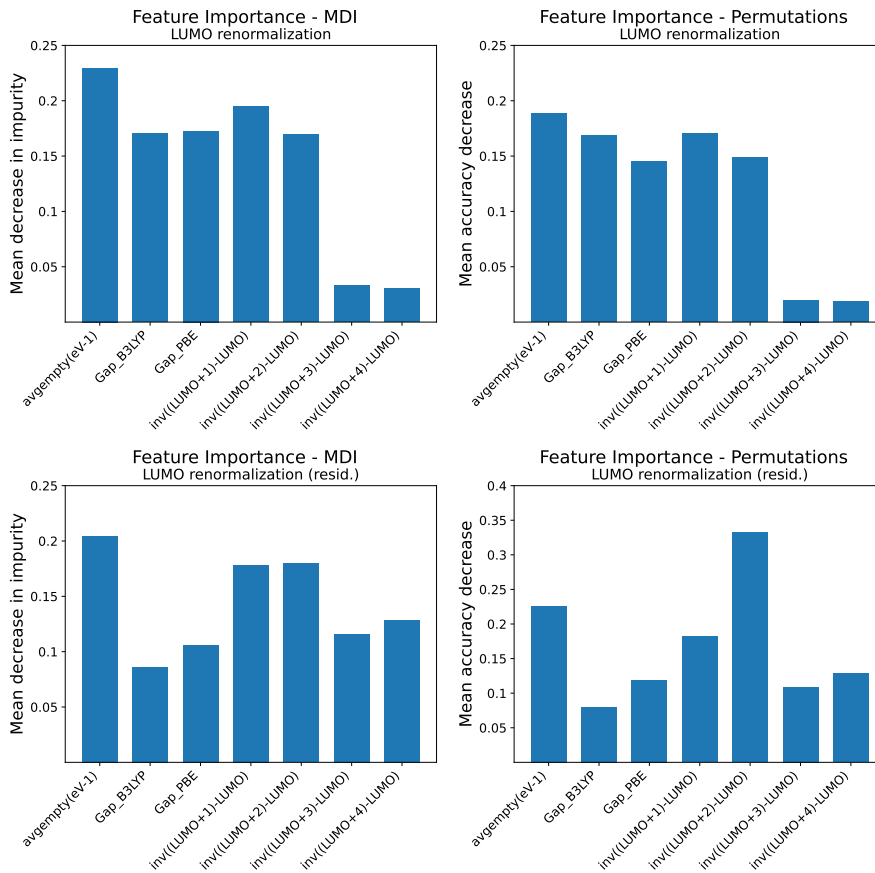 Feature Importance - MDI
LUMO renormalization
Mean decrease in impurity
0.25
0.2
0.15
0.1
0.05
avgempty(eV-1)
Gap_B3LYP
Gap_PBE
inv((LUMO+1)-LUMO)
inv((LUMO+2)-LUMO)
inv((LUMO+3)-LUMO)
inv((LUMO+4)-LUMO)
Feature Importance - Permutations
LUMO renormalization
Mean accuracy decrease
0.25
0.2
0.15
0.1
0.05
avgempty(eV-1)
Gap_B3LYP
Gap_PBE
inv((LUMO+1)-LUMO)
inv((LUMO+2)-LUMO)
inv((LUMO+3)-LUMO)
inv((LUMO+4)-LUMO)
Feature Importance - MDI
LUMO renormalization (resid.)
Mean decrease in impurity
0.25
0.2
0.15
0.1
0.05
avgempty(eV-1)
Gap_B3LYP
Gap_PBE
inv((LUMO+1)-LUMO)
inv((LUMO+2)-LUMO)
inv((LUMO+3)-LUMO)
inv((LUMO+4)-LUMO)
Feature Importance - Permutations
LUMO renormalization (resid.)
Mean accuracy decrease
0.4
0.35
0.3
0.25
0.2
0.15
0.1
0.05
avgempty(eV-1)
Gap_B3LYP
Gap_PBE
inv((LUMO+1)-LUMO)
inv((LUMO+2)-LUMO)
inv((LUMO+3)-LUMO)
inv((LUMO+4)-LUMO)